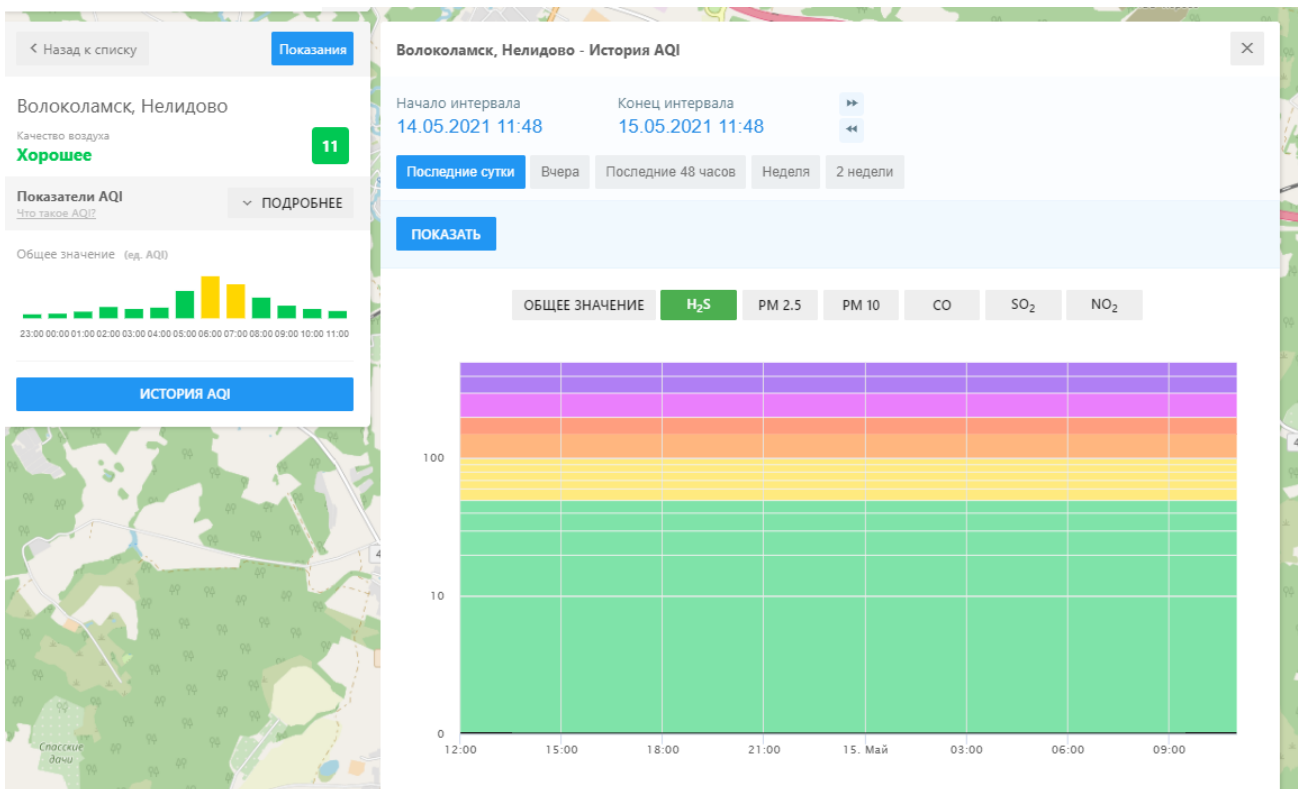 Назад к списку
Показания
Волоколамск, Нелидово
Качество воздуха
Хорошее
11
Показатели AQI
Что такое AQI?
ПОДРОБНЕЕ
Общее значение (ед. AQI)
23:00 00:00 01:00 02:00 03:00 04:00 05:00 06:00 07:00 08:00 09:00 10:00 11:00
ИСТОРИЯ AQI
Спасские
дачи
Волоколамск, Нелидово - История AQI
Начало интервала Конец интервала
14.05.2021 11:48 15.05.2021 11:48
Последние сутки Вчера Последние 48 часов Неделя 2 недели
ПОКАЗАТЬ
ОБЩЕЕ ЗНАЧЕНИЕ H₂S PM 2.5 PM 10 CO SO₂ NO₂
100
10
0
12:00 15:00 18:00 21:00 15. Май 03:00 06:00 09:00